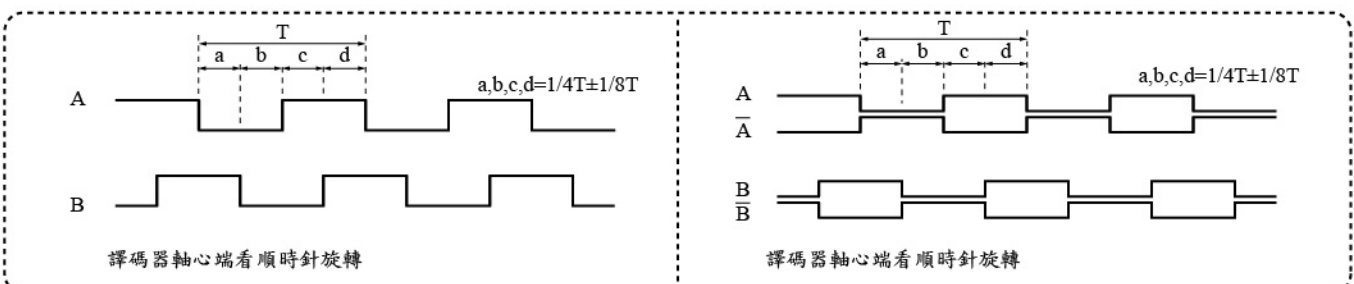 T
a b c d
a,b,c,d=1/4T±1/8T
A
B
譯碼器軸心端看順時針旋轉
T
a b c d
a,b,c,d=1/4T±1/8T
A
A̅
B
B̅
譯碼器軸心端看順時針旋轉